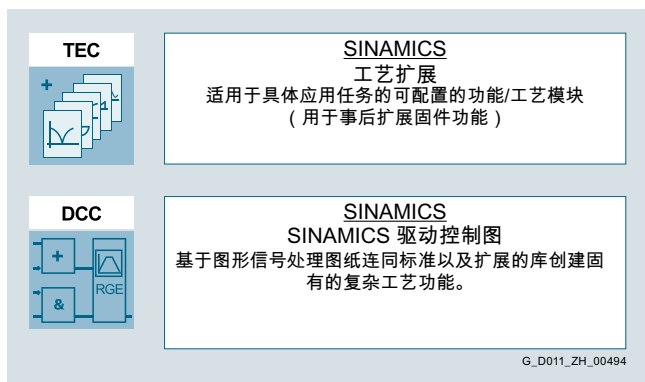 TEC
SINAMICS
工艺扩展
适用于具体应用任务的可配置的功能/工艺模块
（用于事后扩展固件功能）
+
1
DCC
SINAMICS
SINAMICS 驱动控制图
基于图形信号处理图纸连同标准以及扩展的库创建固
有的复杂工艺功能。
+
RGE
&
G_D011_ZH_00494